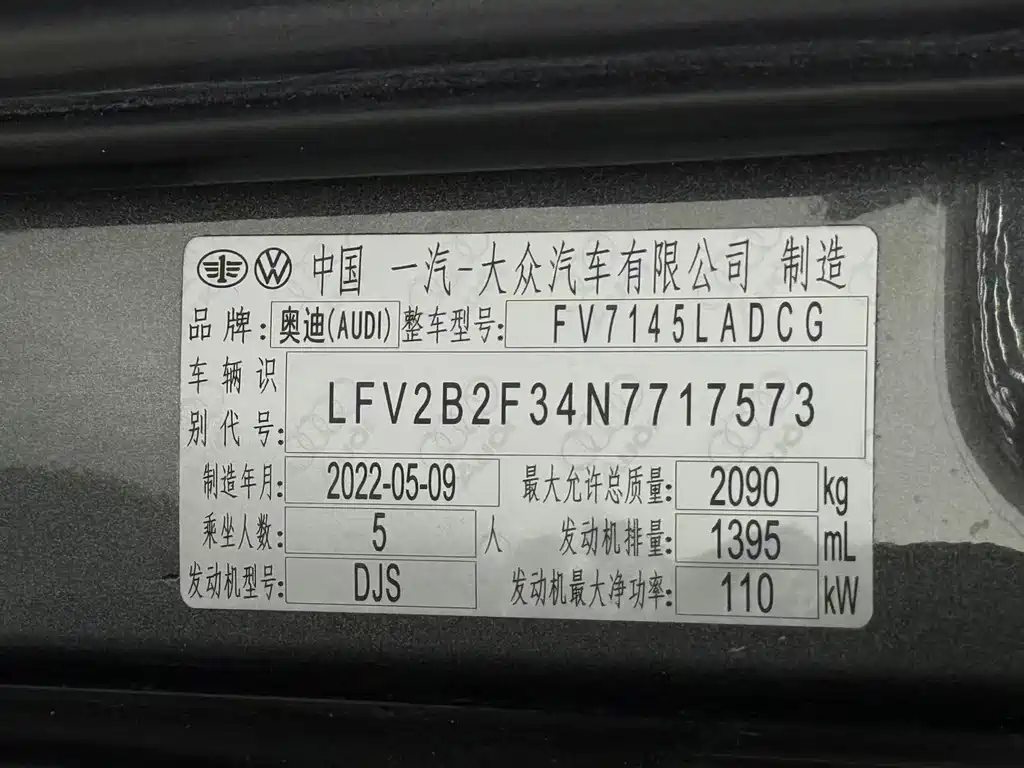 中国 一汽-大众汽车有限公司 制造
品牌: 奥迪(AUDI) 整车型号: FV7145LADCG
车辆识别代号: LFV2B2F34N7717573
制造年月: 2022-05-09 最大允许总质量: 2090 kg
乘坐人数: 5 人 发动机排量: 1395 mL
发动机型号: DJS 发动机最大净功率: 110 kW